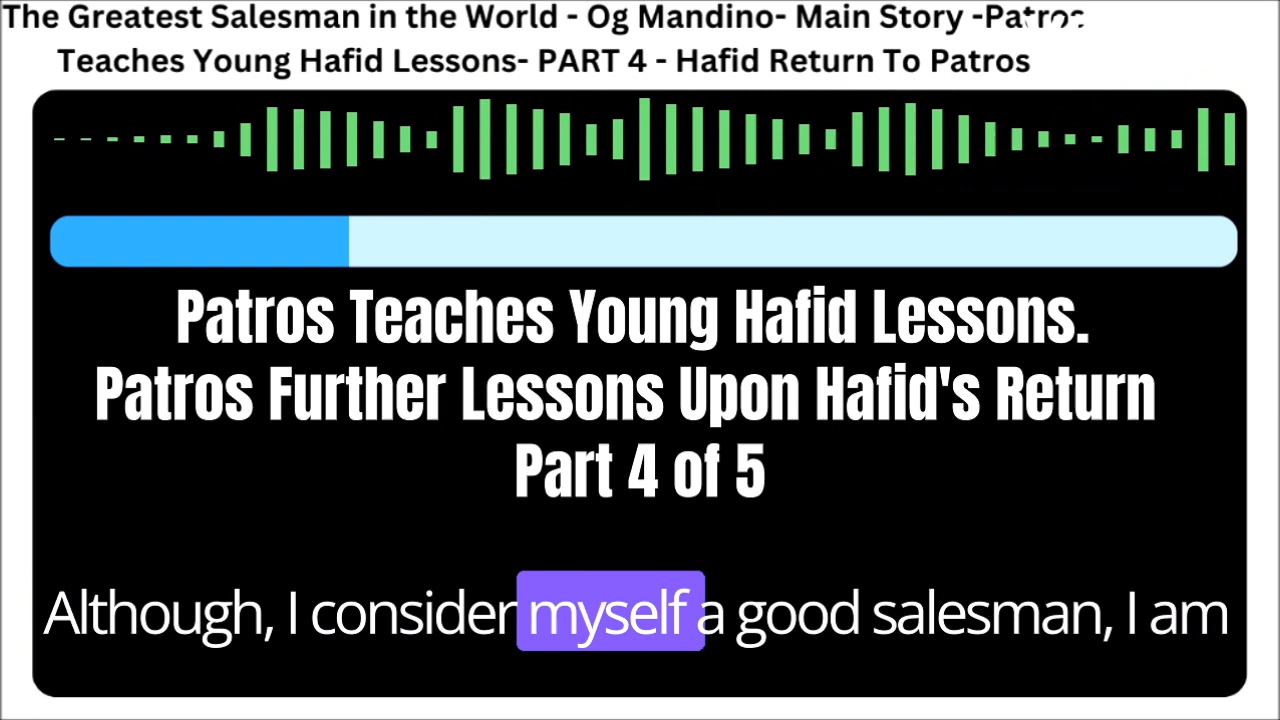 The Greatest Salesman in the World - Og Mandino- Main Story -Patros
Teaches Young Hafid Lessons- PART 4 - Hafid Return To Patros
Patros Teaches Young Hafid Lessons.
Patros Further Lessons Upon Hafid's Return
Part 4 of 5
Although, I consider myself a good salesman, I am